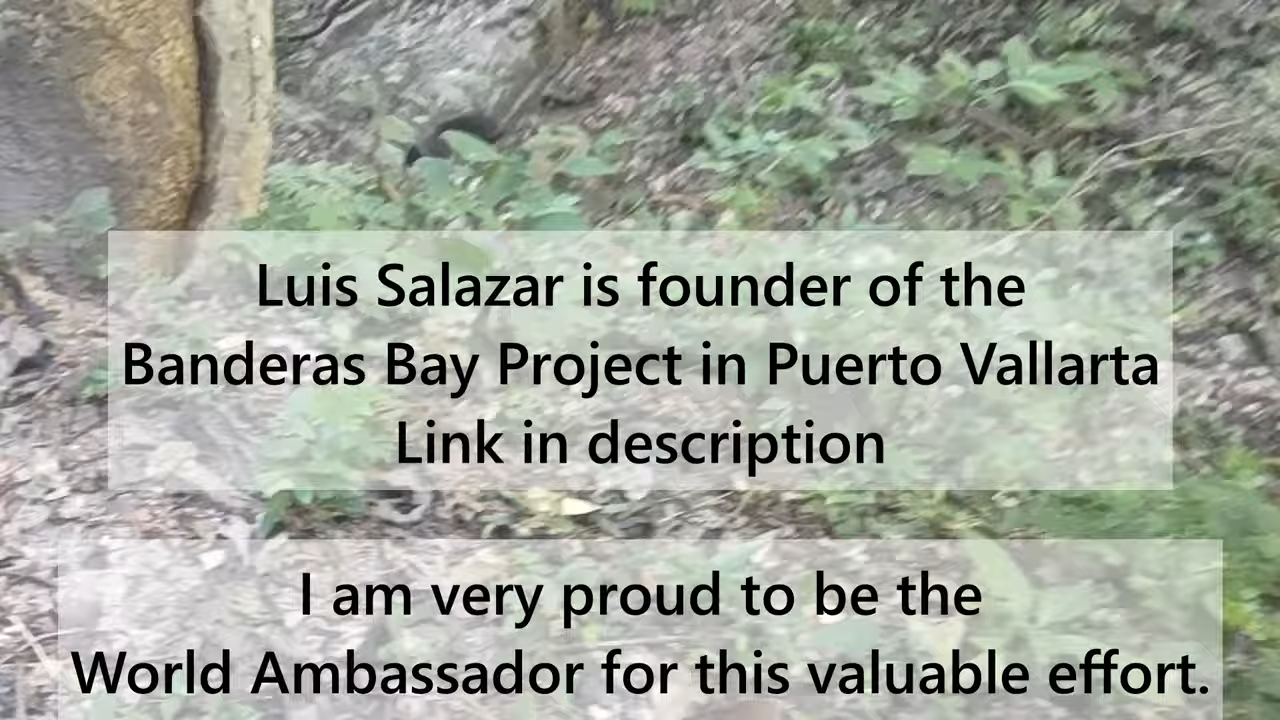 Luis Salazar is founder of the
Banderas Bay Project in Puerto Vallarta
Link in description
I am very proud to be the
World Ambassador for this valuable effort.